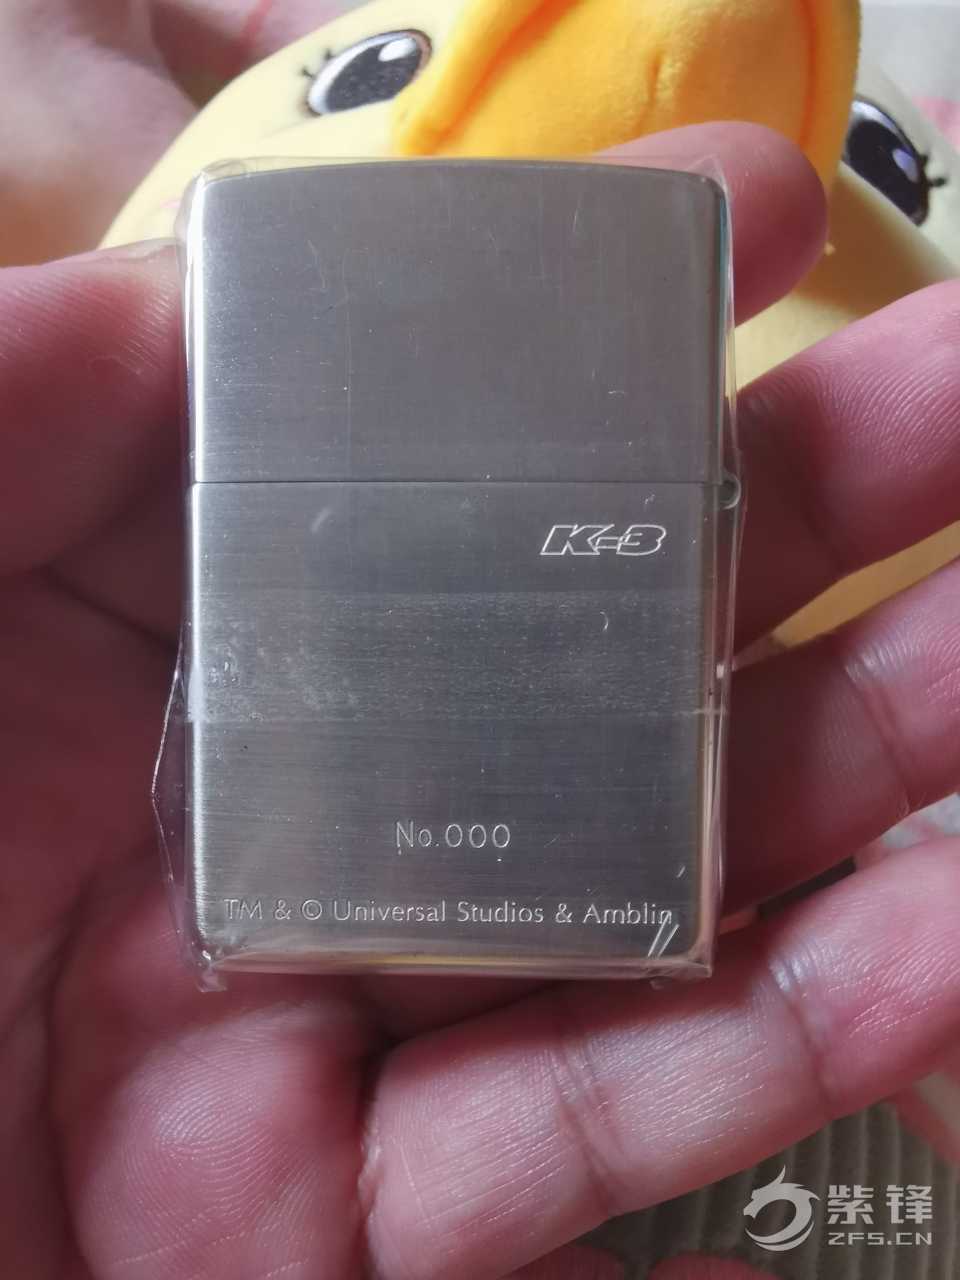 K-3
No.000
TM & © Universal Studios & Amblin
紫锋
ZFS.CN